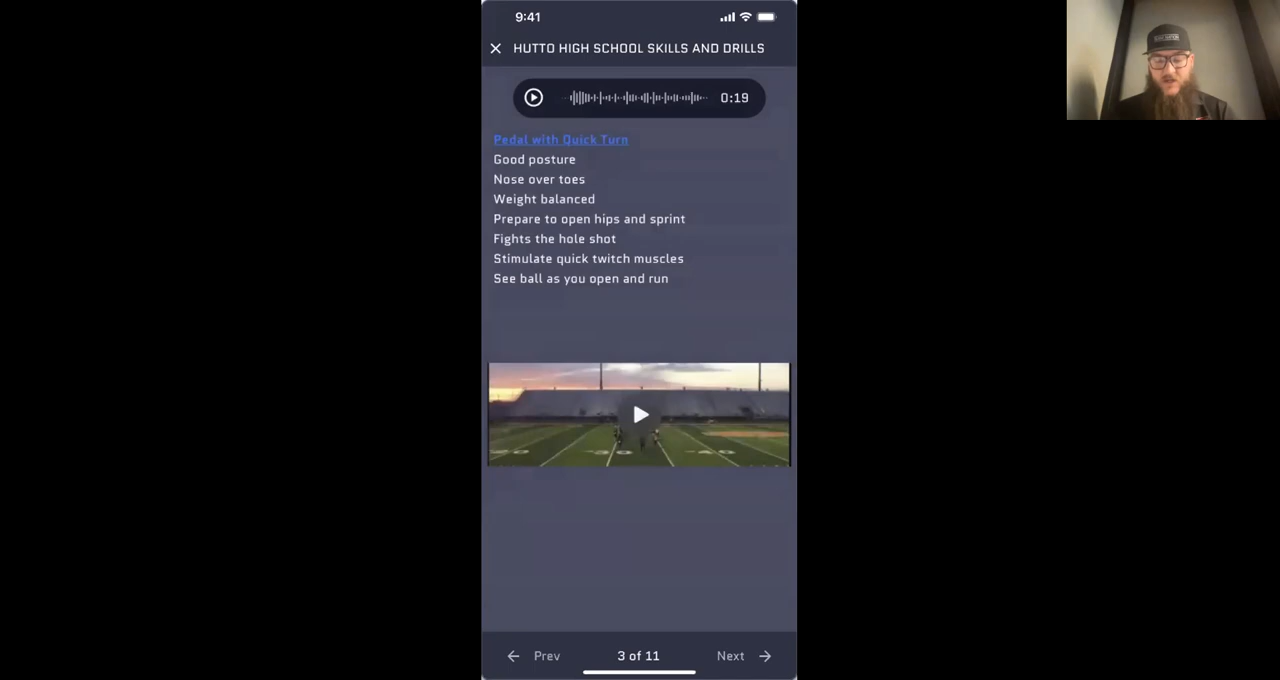 9:41
HUTTO HIGH SCHOOL SKILLS AND DRILLS
0:19
Pedal with Quick Turn
Good posture
Nose over toes
Weight balanced
Prepare to open hips and sprint
Fights the hole shot
Stimulate quick twitch muscles
See ball as you open and run
Prev
3 of 11
Next